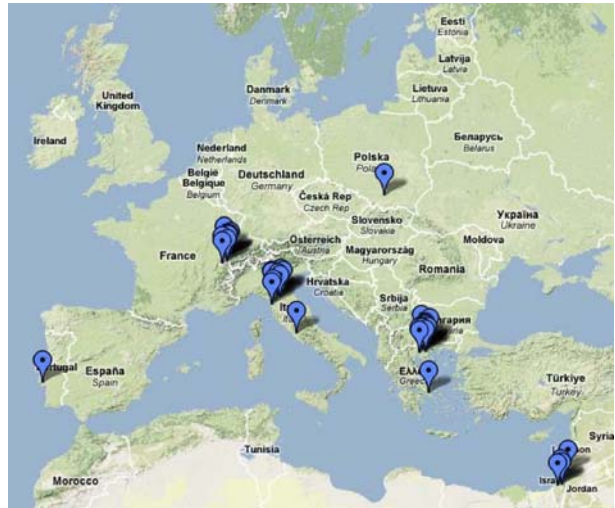 Eesti
Estonia
Latvija
Latvia
Danmark
Denmark
Lietuva
Lithuania
United
Kingdom
Ireland
Беларусь
Belarus
Nederland
Netherlands
Polska
België
Belgique
Belgium
Deutschland
Germany
Česká Rep
Czech Rep
Україна
Ukraine
Slovensko
Slovakia
Österreich
Austria
Magyarország
Hungary
Moldova
France
Romania
Hrvatska
Croatia
Srbija
Serbia
España
Spain
Türkiye
Turkey
Tunisia
Syria
Morocco
Jordan